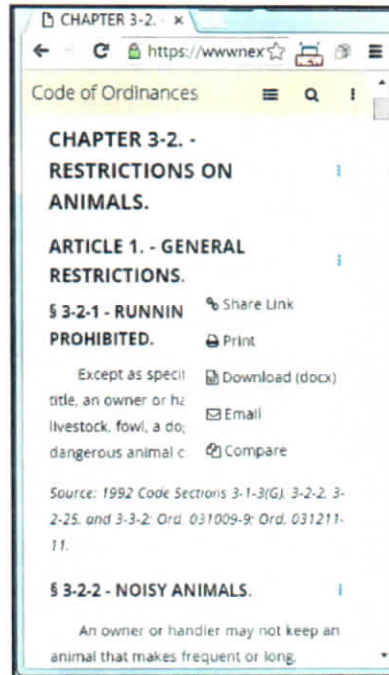 CHAPTER 3-2. -
https://wwwnex
Code of Ordinances
CHAPTER 3-2. -
RESTRICTIONS ON
ANIMALS.
ARTICLE 1. - GENERAL
RESTRICTIONS.
§ 3-2-1 - RUNNIN
Share Link
PROHIBITED.
Print
Except as specif
Download (docx)
title, an owner or ha
Email
livestock, fowl, a dog
dangerous animal c
Compare
Source: 1992 Code Sections 3-1-3(G), 3-2-2, 3-
2-25, and 3-3-2; Ord. 031009-9; Ord. 031211-
11.
§ 3-2-2 - NOISY ANIMALS.
An owner or handler may not keep an
animal that makes frequent or long,